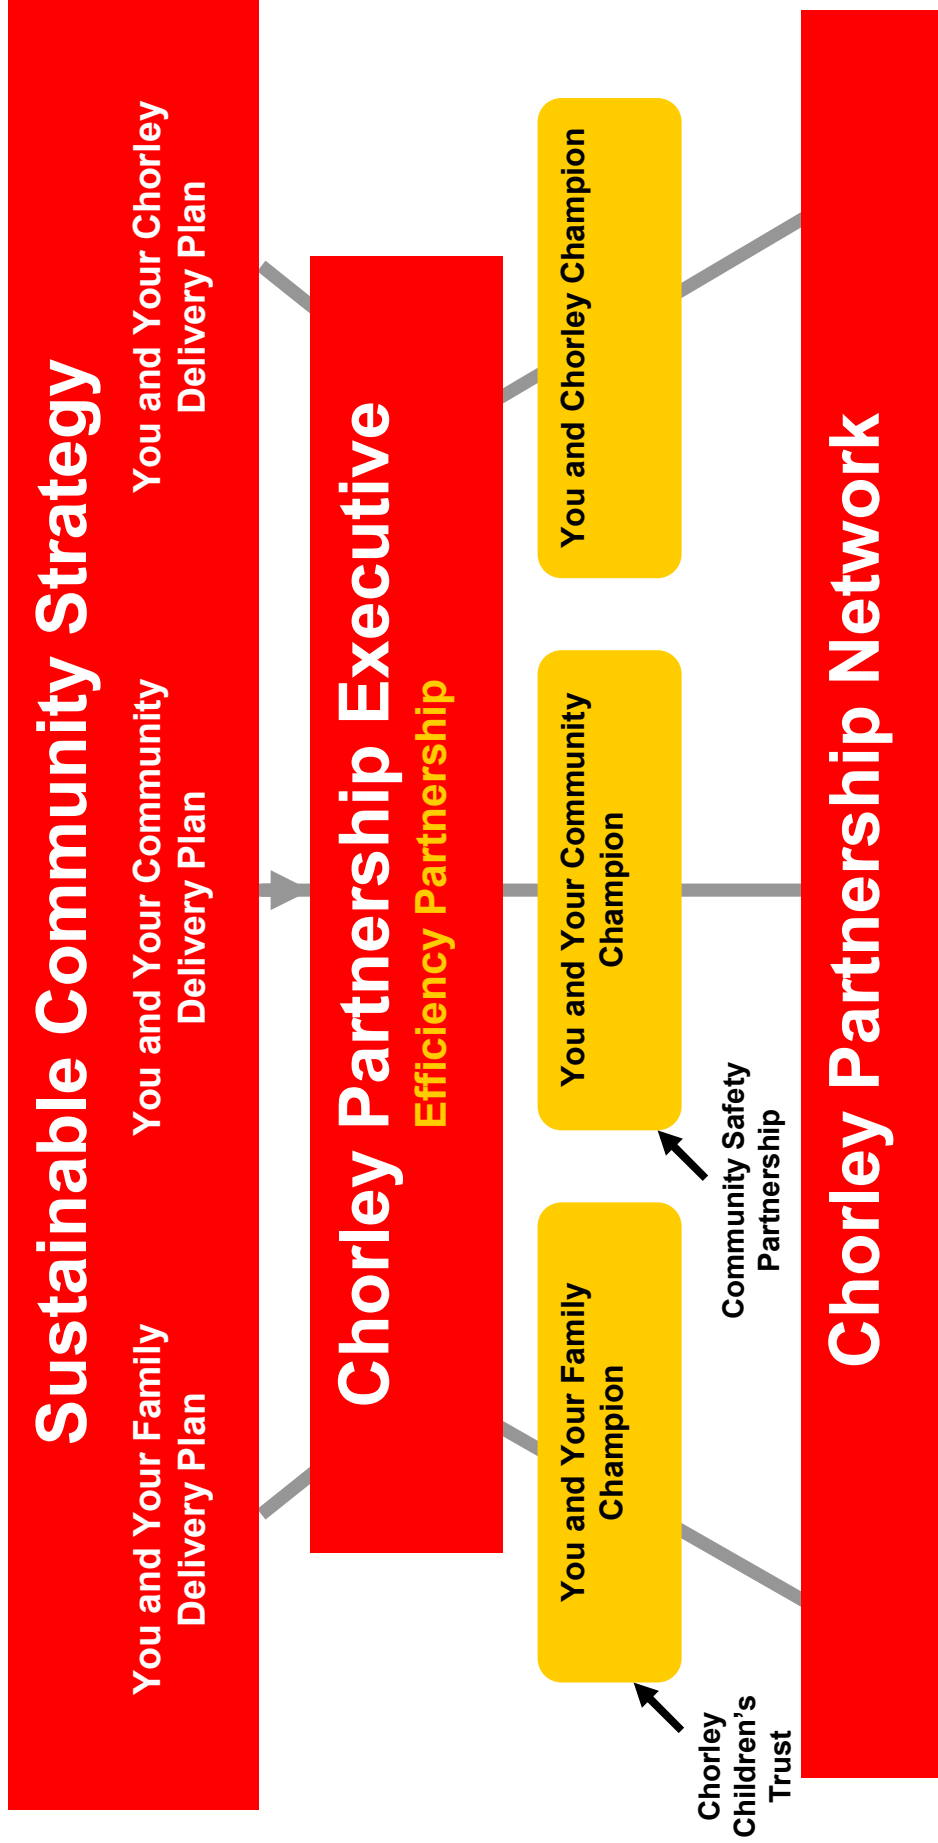 Sustainable Community Strategy
You and Your Family
Delivery Plan
You and Your Community
Delivery Plan
You and Your Chorley
Delivery Plan
Chorley Partnership Executive
Efficiency Partnership
You and Your Family
Champion
You and Your Community
Champion
You and Chorley Champion
Chorley
Children’s
Trust
Community Safety
Partnership
Chorley Partnership Network